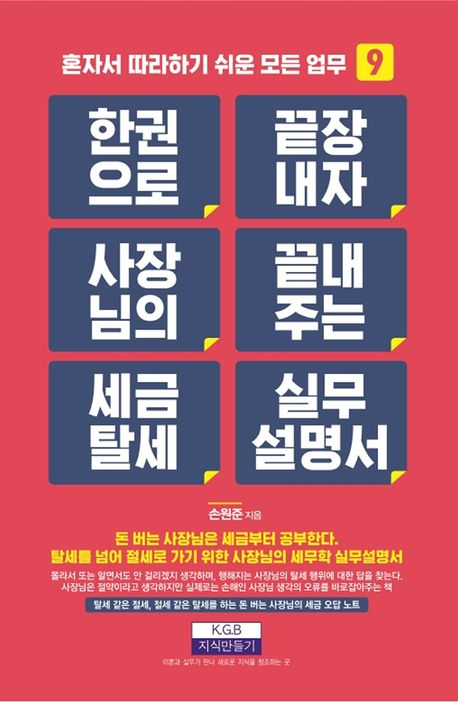 혼자서 따라하기 쉬운 모든 업무 9
한권
으로
끝장
내자
사장
님의
끝내
주는
세금
탈세
실무
설명서
손원준 지음
돈 버는 사장님은 세금부터 공부한다.
탈세를 넘어 절세로 가기 위한 사장님의 세무학 실무설명서
몰라서 또는 알면서도 안 걸리겠지 생각하며, 행해지는 사장님의 탈세 행위에 대한 답을 찾는다.
사장님은 절약이라고 생각하지만 실제로는 손해인 사장님 생각의 오류를 바로잡아주는 책
탈세 같은 절세, 절세 같은 탈세를 하는 돈 버는 사장님의 세금 오답 노트
K.G.B
지식만들기
이론과 실무가 만나 새로운 지식을 창조하는 곳